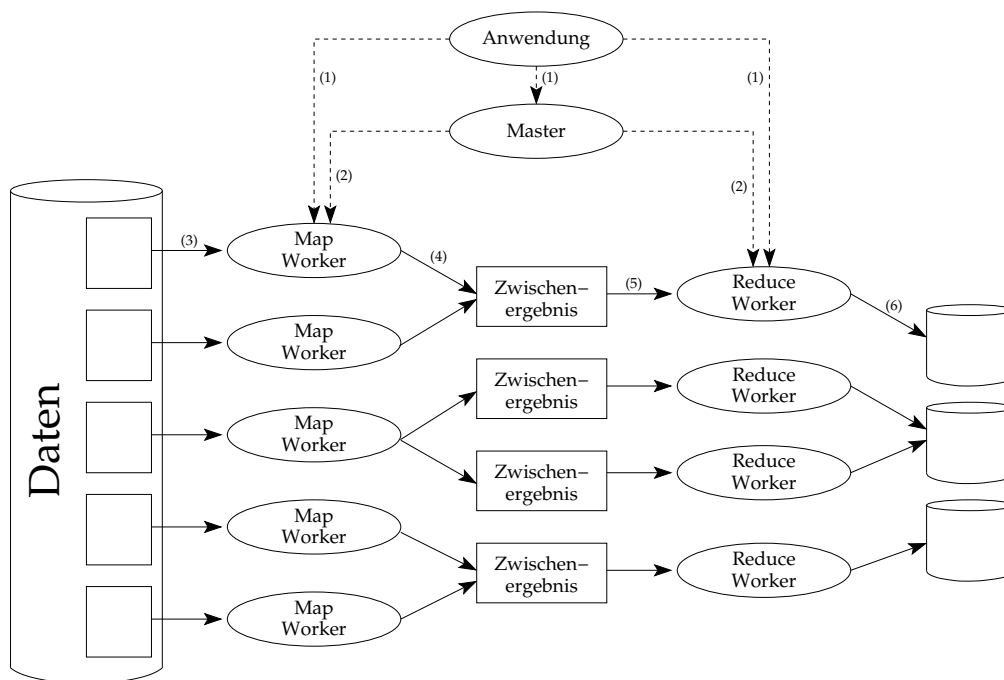 Anwendung
(1)
(1)
(1)
Master
(2)
(2)
Daten
(3)
Map
Worker
(4)
Zwischen–
ergebnis
(5)
Reduce
Worker
(6)
Map
Worker
Zwischen–
ergebnis
Reduce
Worker
Map
Worker
Zwischen–
ergebnis
Reduce
Worker
Map
Worker
Zwischen–
ergebnis
Reduce
Worker
Map
Worker